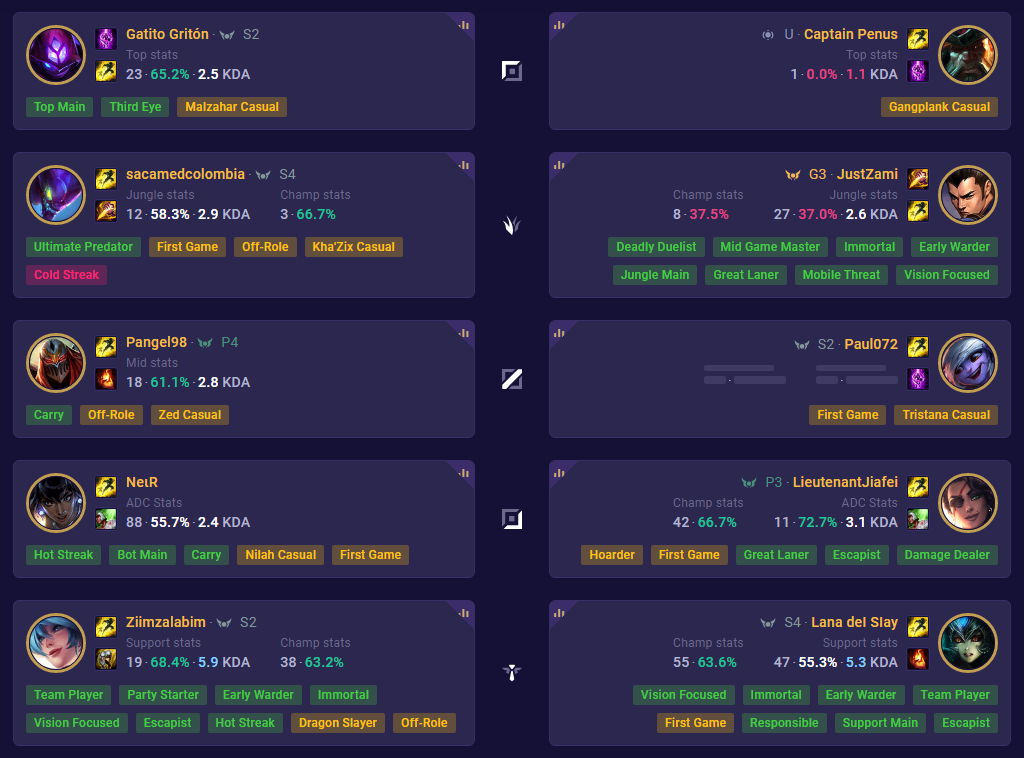 Gatito Gritón · S2
Top stats
23 · 65.2% · 2.5 KDA
Top Main Third Eye Malzahar Casual
U · Captain Penus
Top stats
1 · 0.0% · 1.1 KDA
Gangplank Casual
sacamedcolombia · S4
Jungle stats Champ stats
12 · 58.3% · 2.9 KDA 3 · 66.7%
Ultimate Predator First Game Off-Role Kha'Zix Casual
Cold Streak
G3 · JustZami
Champ stats Jungle stats
8 · 37.5% 27 · 37.0% · 2.6 KDA
Deadly Duelist Mid Game Master Immortal Early Warder
Jungle Main Great Laner Mobile Threat Vision Focused
Pangel98 · P4
Mid stats
18 · 61.1% · 2.8 KDA
Carry Off-Role Zed Casual
S2 · Paul072
First Game Tristana Casual
NeιR
ADC Stats
88 · 55.7% · 2.4 KDA
Hot Streak Bot Main Carry Nilah Casual First Game
P3 · LieutenantJiafei
Champ stats ADC Stats
42 · 66.7% 11 · 72.7% · 3.1 KDA
Hoarder First Game Great Laner Escapist Damage Dealer
Ziimzalabim · S2
Support stats Champ stats
19 · 68.4% · 5.9 KDA 38 · 63.2%
Team Player Party Starter Early Warder Immortal
Vision Focused Escapist Hot Streak Dragon Slayer Off-Role
S4 · Lana del Slay
Champ stats Support stats
55 · 63.6% 47 · 55.3% · 5.3 KDA
Vision Focused Immortal Early Warder Team Player
First Game Responsible Support Main Escapist